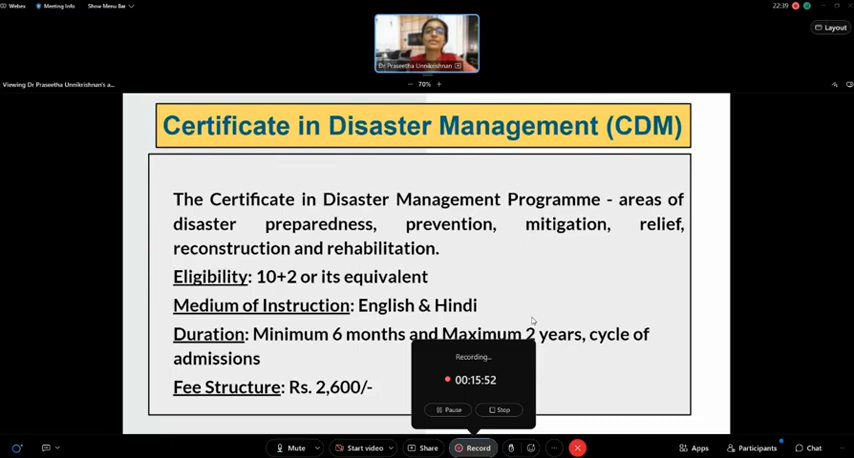 Webex
Meeting Info
Show Menu Bar
22:39
Layout
Dr Praseetha Unnikrishnan
Viewing Dr Praseetha Unnikrishnan's a...
70%
Certificate in Disaster Management (CDM)
The Certificate in Disaster Management Programme - areas of
disaster preparedness, prevention, mitigation, relief,
reconstruction and rehabilitation.
Eligibility: 10+2 or its equivalent
Medium of Instruction: English & Hindi
Duration: Minimum 6 months and Maximum 2 years, cycle of
admissions
Fee Structure: Rs. 2,600/-
Recording...
00:15:52
Pause
Stop
Mute
Start video
Share
Record
Apps
Participants
Chat